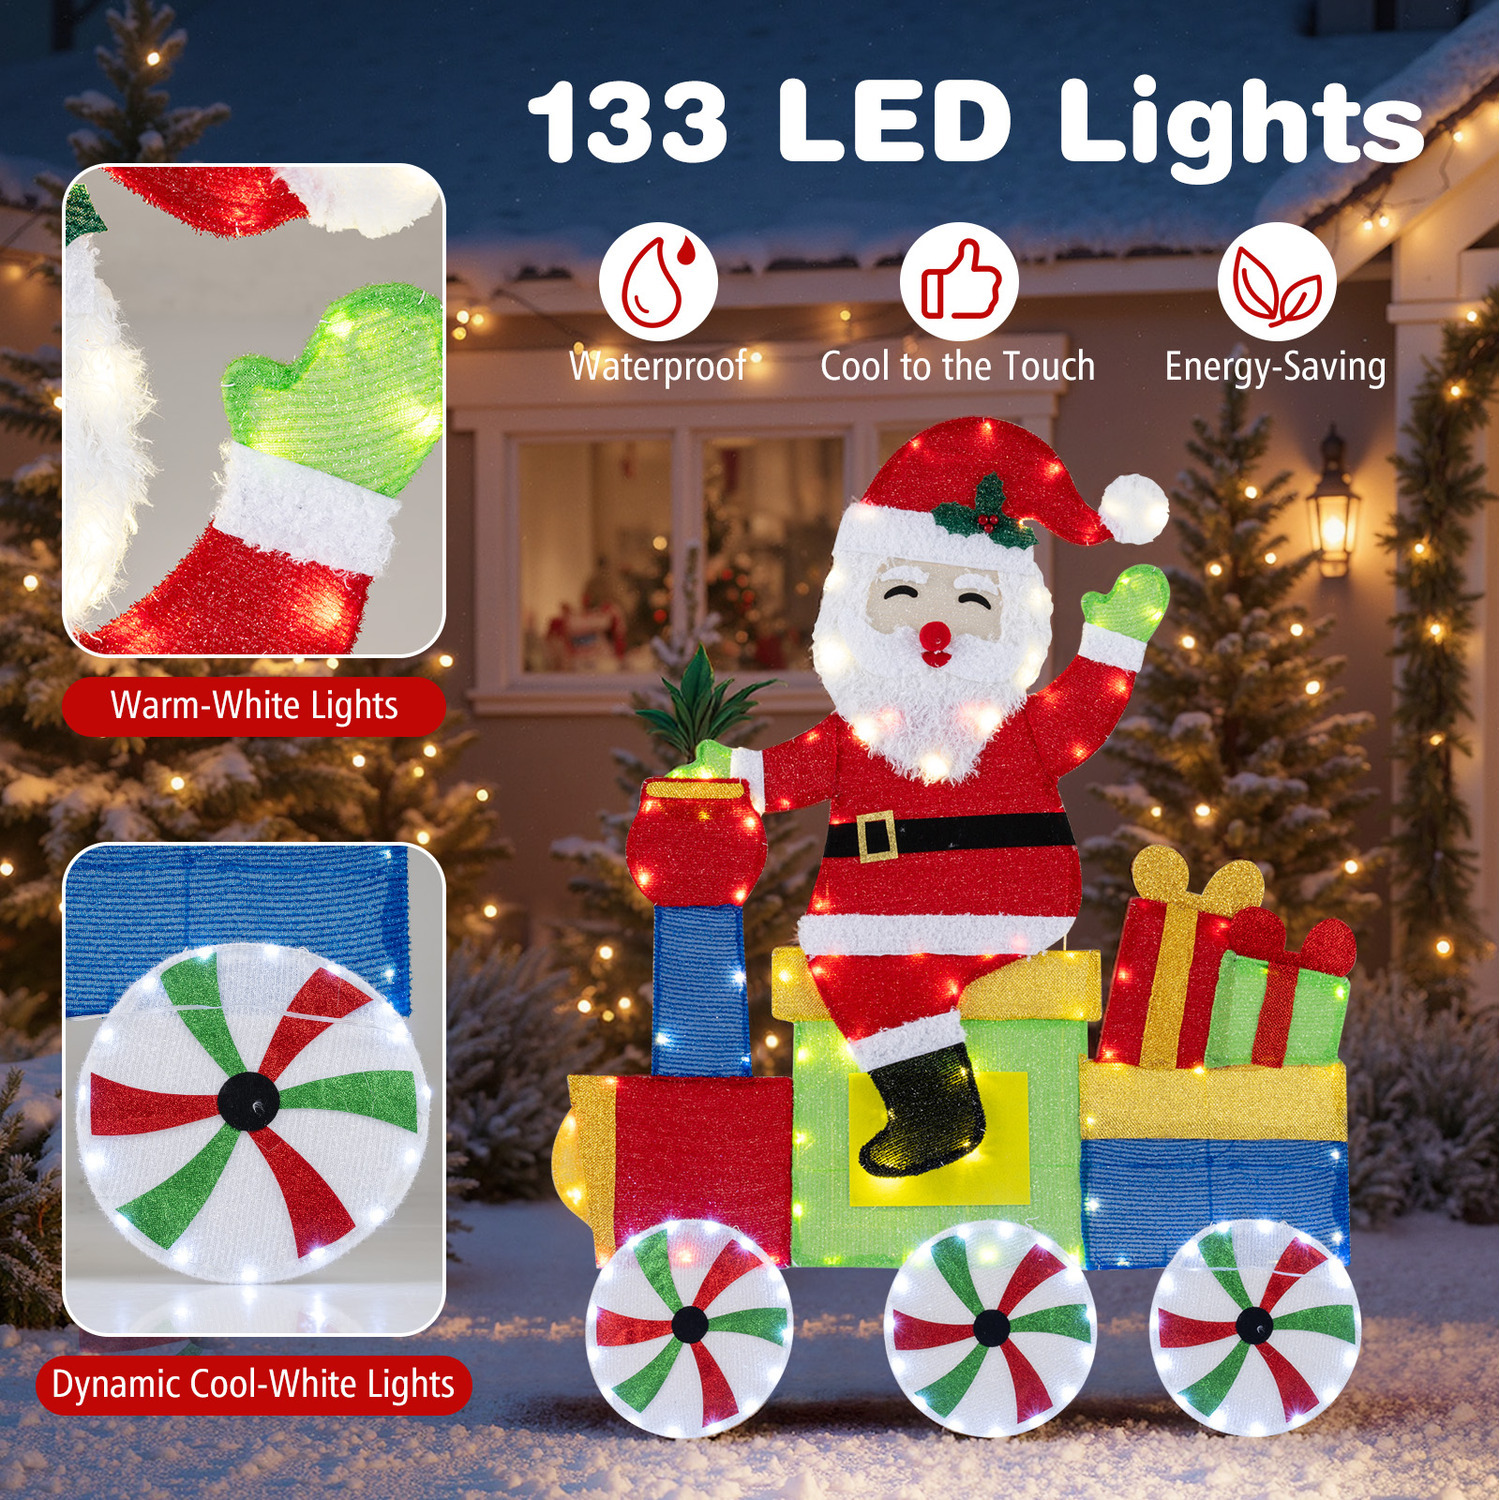 133 LED Lights
Waterproof
Cool to the Touch
Energy-Saving
Warm-White Lights
Dynamic Cool-White Lights